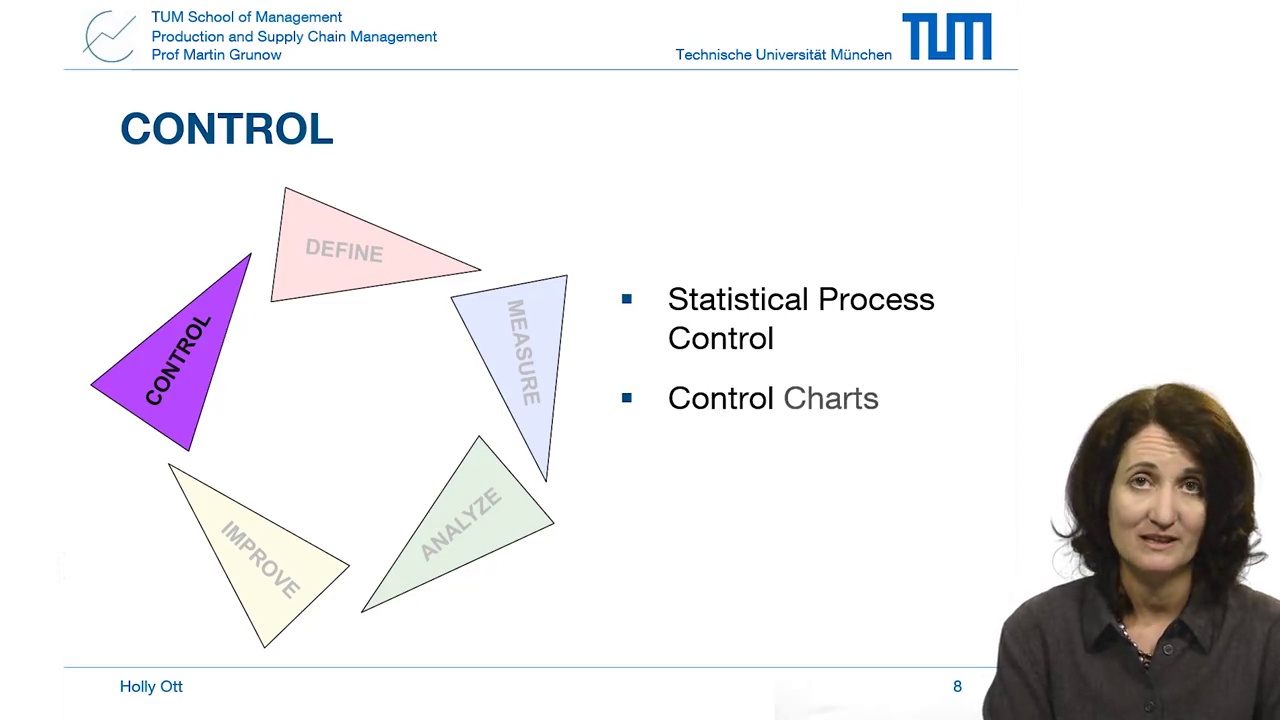 TUM School of Management
Production and Supply Chain Management
Prof Martin Grunow
Technische Universität München
TUM
CONTROL
DEFINE
MEASURE
ANALYZE
IMPROVE
CONTROL
Statistical Process
Control
Control Charts
Holly Ott
8